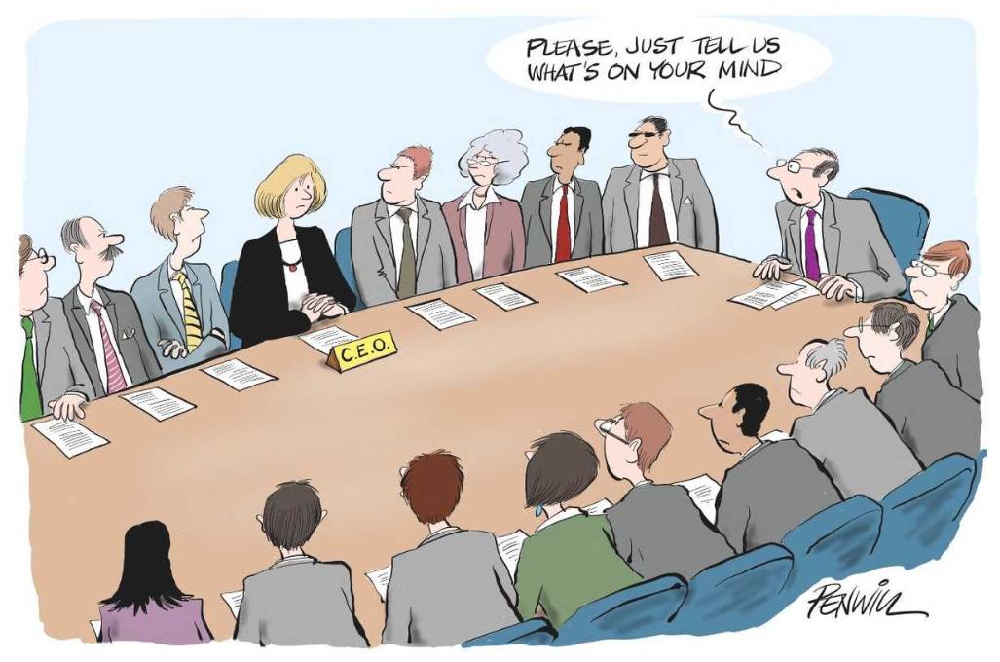 PLEASE, JUST TELL US
WHAT'S ON YOUR MIND
C.E.O.
PENWILL